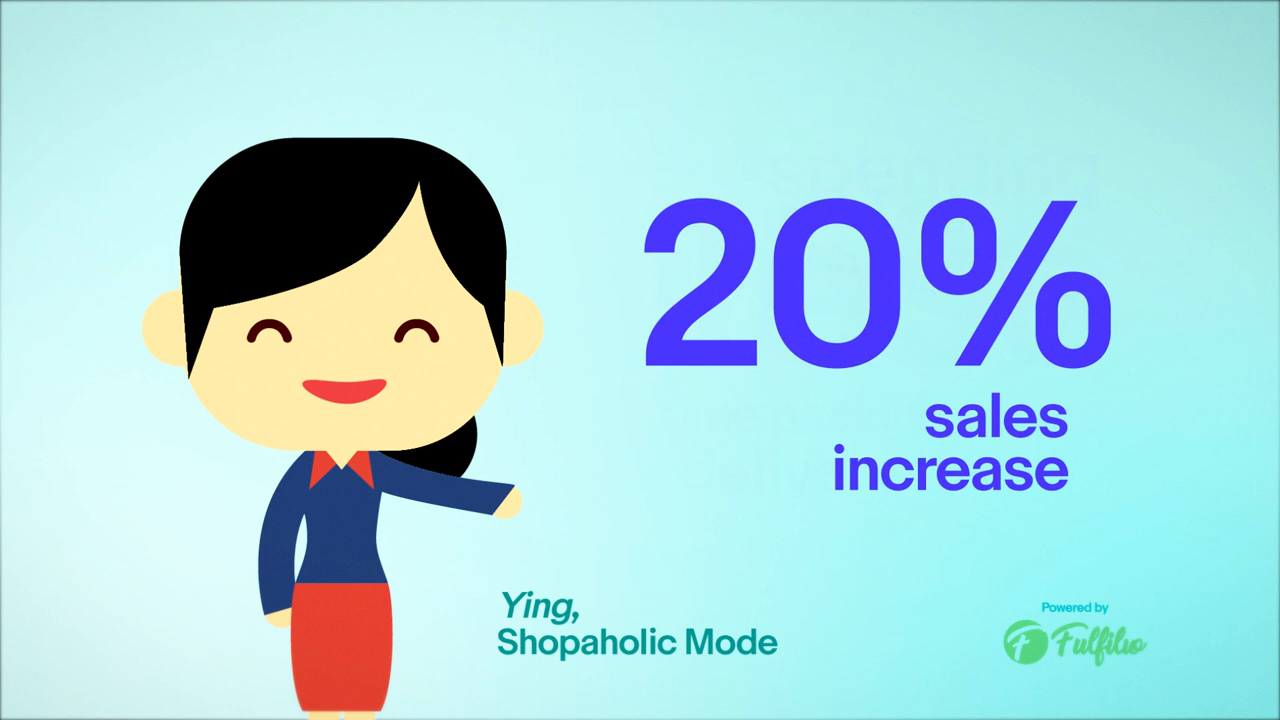 20%
sales
increase
Ying,
Shopaholic Mode
Powered by
Fulfilio